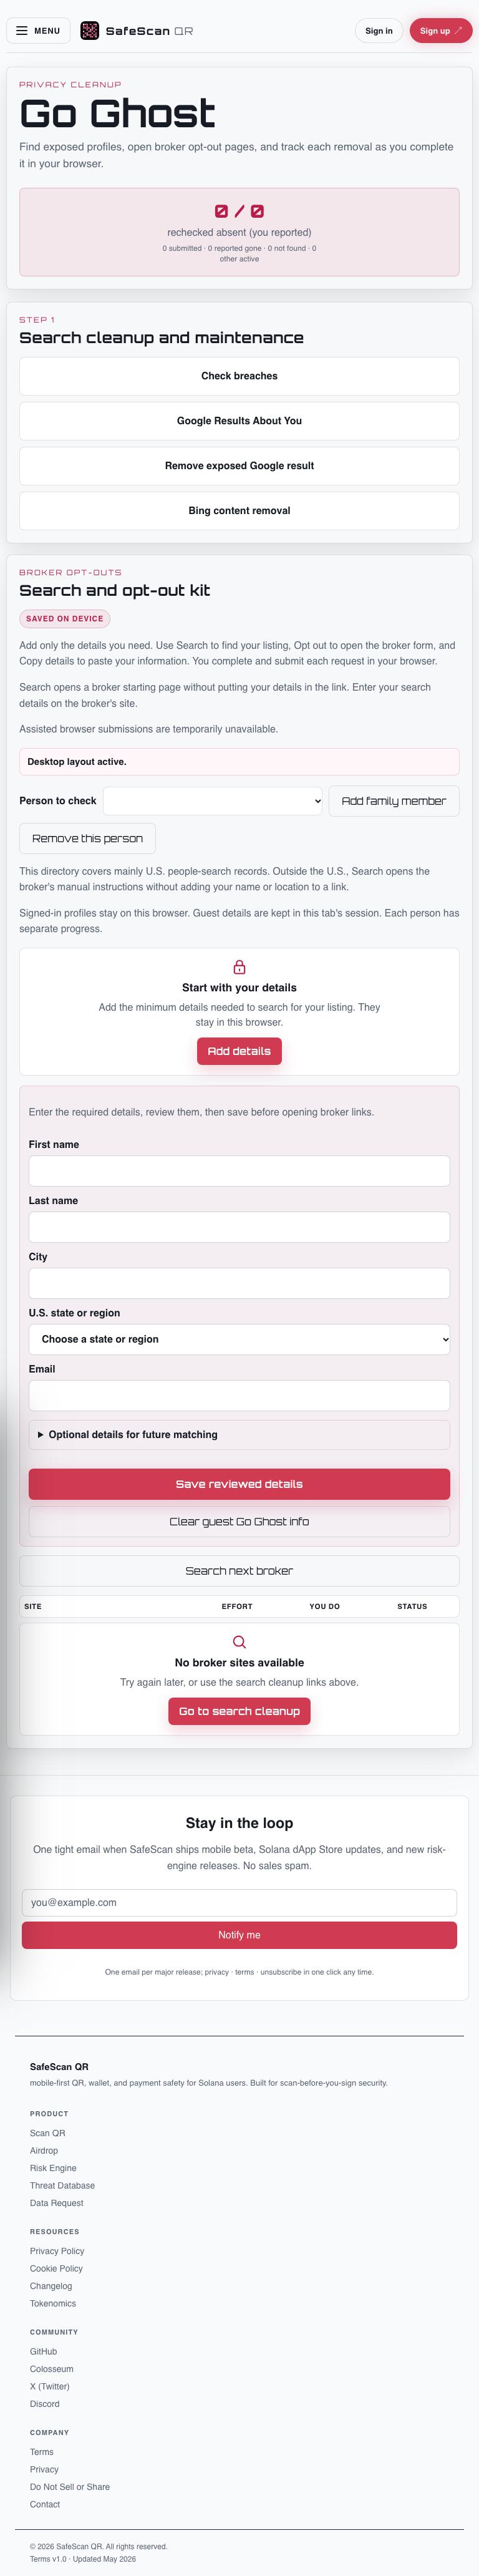 MENU
SafeScan QR
Sign in
Sign up ↗
PRIVACY CLEANUP
Go Ghost
Find exposed profiles, open broker opt-out pages, and track each removal as you complete
it in your browser.
0 / 0
rechecked absent (you reported)
0 submitted · 0 reported gone · 0 not found · 0
other active
STEP 1
Search cleanup and maintenance
Check breaches
Google Results About You
Remove exposed Google result
Bing content removal
BROKER OPT-OUTS
Search and opt-out kit
SAVED ON DEVICE
Add only the details you need. Use Search to find your listing, Opt out to open the broker form, and
Copy details to paste your information. You complete and submit each request in your browser.
Search opens a broker starting page without putting your details in the link. Enter your search
details on the broker's site.
Assisted browser submissions are temporarily unavailable.
Desktop layout active.
Person to check
Add family member
Remove this person
This directory covers mainly U.S. people-search records. Outside the U.S., Search opens the
broker's manual instructions without adding your name or location to a link.
Signed-in profiles stay on this browser. Guest details are kept in this tab's session. Each person has
separate progress.
Start with your details
Add the minimum details needed to search for your listing. They
stay in this browser.
Add details
Enter the required details, review them, then save before opening broker links.
First name
Last name
City
U.S. state or region
Choose a state or region
Email
Optional details for future matching
Save reviewed details
Clear guest Go Ghost info
Search next broker
SITE EFFORT YOU DO STATUS
No broker sites available
Try again later, or use the search cleanup links above.
Go to search cleanup
Stay in the loop
One tight email when SafeScan ships mobile beta, Solana dApp Store updates, and new risk-
engine releases. No sales spam.
you@example.com
Notify me
One email per major release; privacy · terms · unsubscribe in one click any time.
SafeScan QR
mobile-first QR, wallet, and payment safety for Solana users. Built for scan-before-you-sign security.
PRODUCT
Scan QR
Airdrop
Risk Engine
Threat Database
Data Request
RESOURCES
Privacy Policy
Cookie Policy
Changelog
Tokenomics
COMMUNITY
GitHub
Colosseum
X (Twitter)
Discord
COMPANY
Terms
Privacy
Do Not Sell or Share
Contact
© 2026 SafeScan QR. All rights reserved.
Terms v1.0 · Updated May 2026